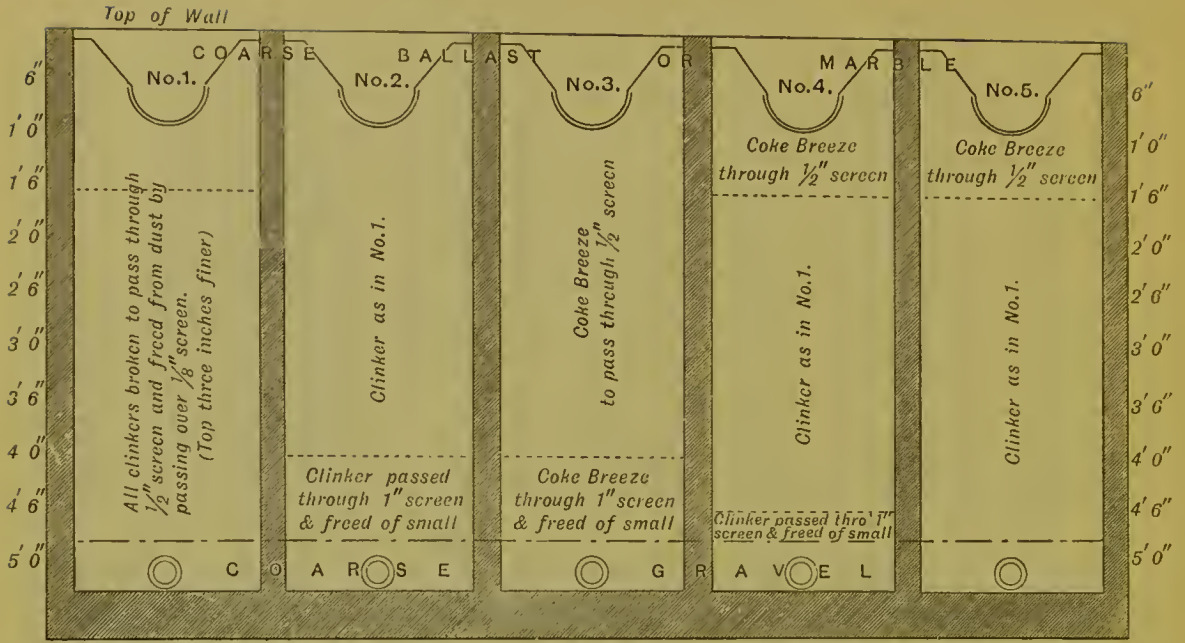 Top of Wall
COARSE BALLAST OR MARBLE
No.1.
No.2.
No.3.
No.4.
No.5.
6"
1' 0"
1' 6"
2' 0"
2' 6"
3' 0"
3' 6"
4' 0"
4' 6"
5' 0"
All clinkers broken to pass through
1/2" screen and freed from dust by
passing over 1/8" screen.
(Top three inches finer)
Clinker as in No.1.
Clinker passed
through 1" screen
& freed of small
Coke Breeze
to pass through 1/2" screen
Coke Breeze
through 1" screen
& freed of small
Coke Breeze
through 1/2" screen
Clinker as in No.1.
Clinker passed thro' 1"
screen & freed of small
Coke Breeze
through 1/2" screen
Clinker as in No.1.
6"
1' 0"
1' 6"
2' 0"
2' 6"
3' 0"
3' 6"
4' 0"
4' 6"
5' 0"
COARSE GRAVEL